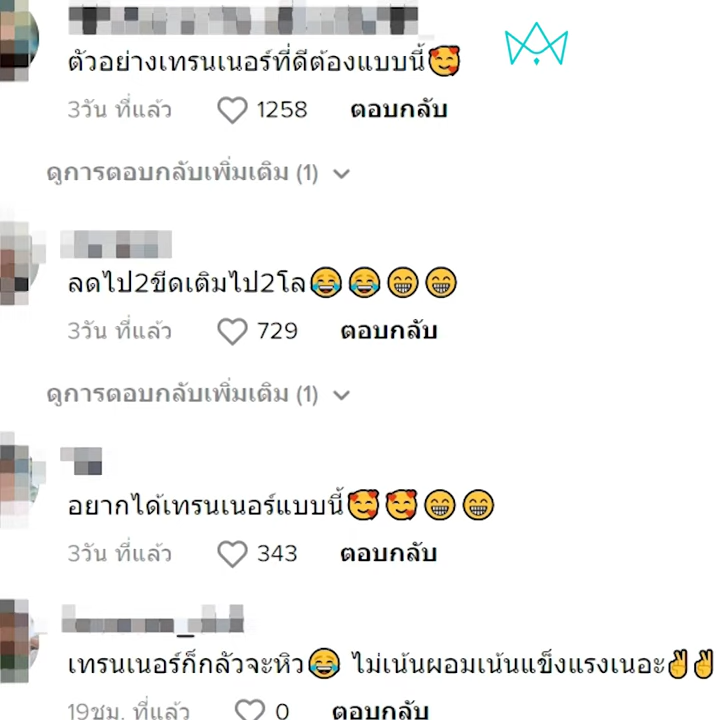 ตัวอย่างเทรนเนอร์ที่ดีต้องแบบนี้🥰
3วัน ที่แล้ว 1258 ตอบกลับ
ดูการตอบกลับเพิ่มเติม (1)
ลดไป2ขีดเติมไป2โล😂😂😁😁
3วัน ที่แล้ว 729 ตอบกลับ
ดูการตอบกลับเพิ่มเติม (1)
อยากได้เทรนเนอร์แบบนี้🥰🥰😁😁
3วัน ที่แล้ว 343 ตอบกลับ
เทรนเนอร์ก็กลัวจะหิว😂 ไม่เน้นผอมเน้นแข็งแรงเนอะ✌✌
19ชม. ที่แล้ว 0 ตอบกลับ